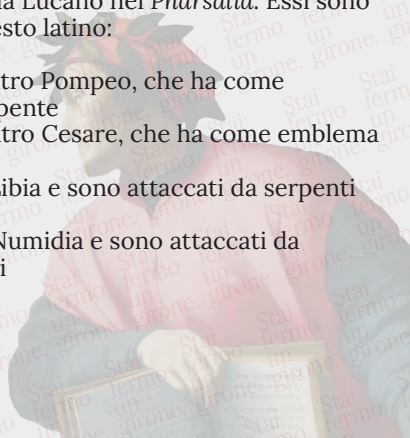 da Lucano nel Pharsalia. Essi sono
esto latino:
tro Pompeo, che ha come
pente
tro Cesare, che ha come emblema
Libia e sono attaccati da serpenti
Numidia e sono attaccati da
i
Stai fermo un girone.